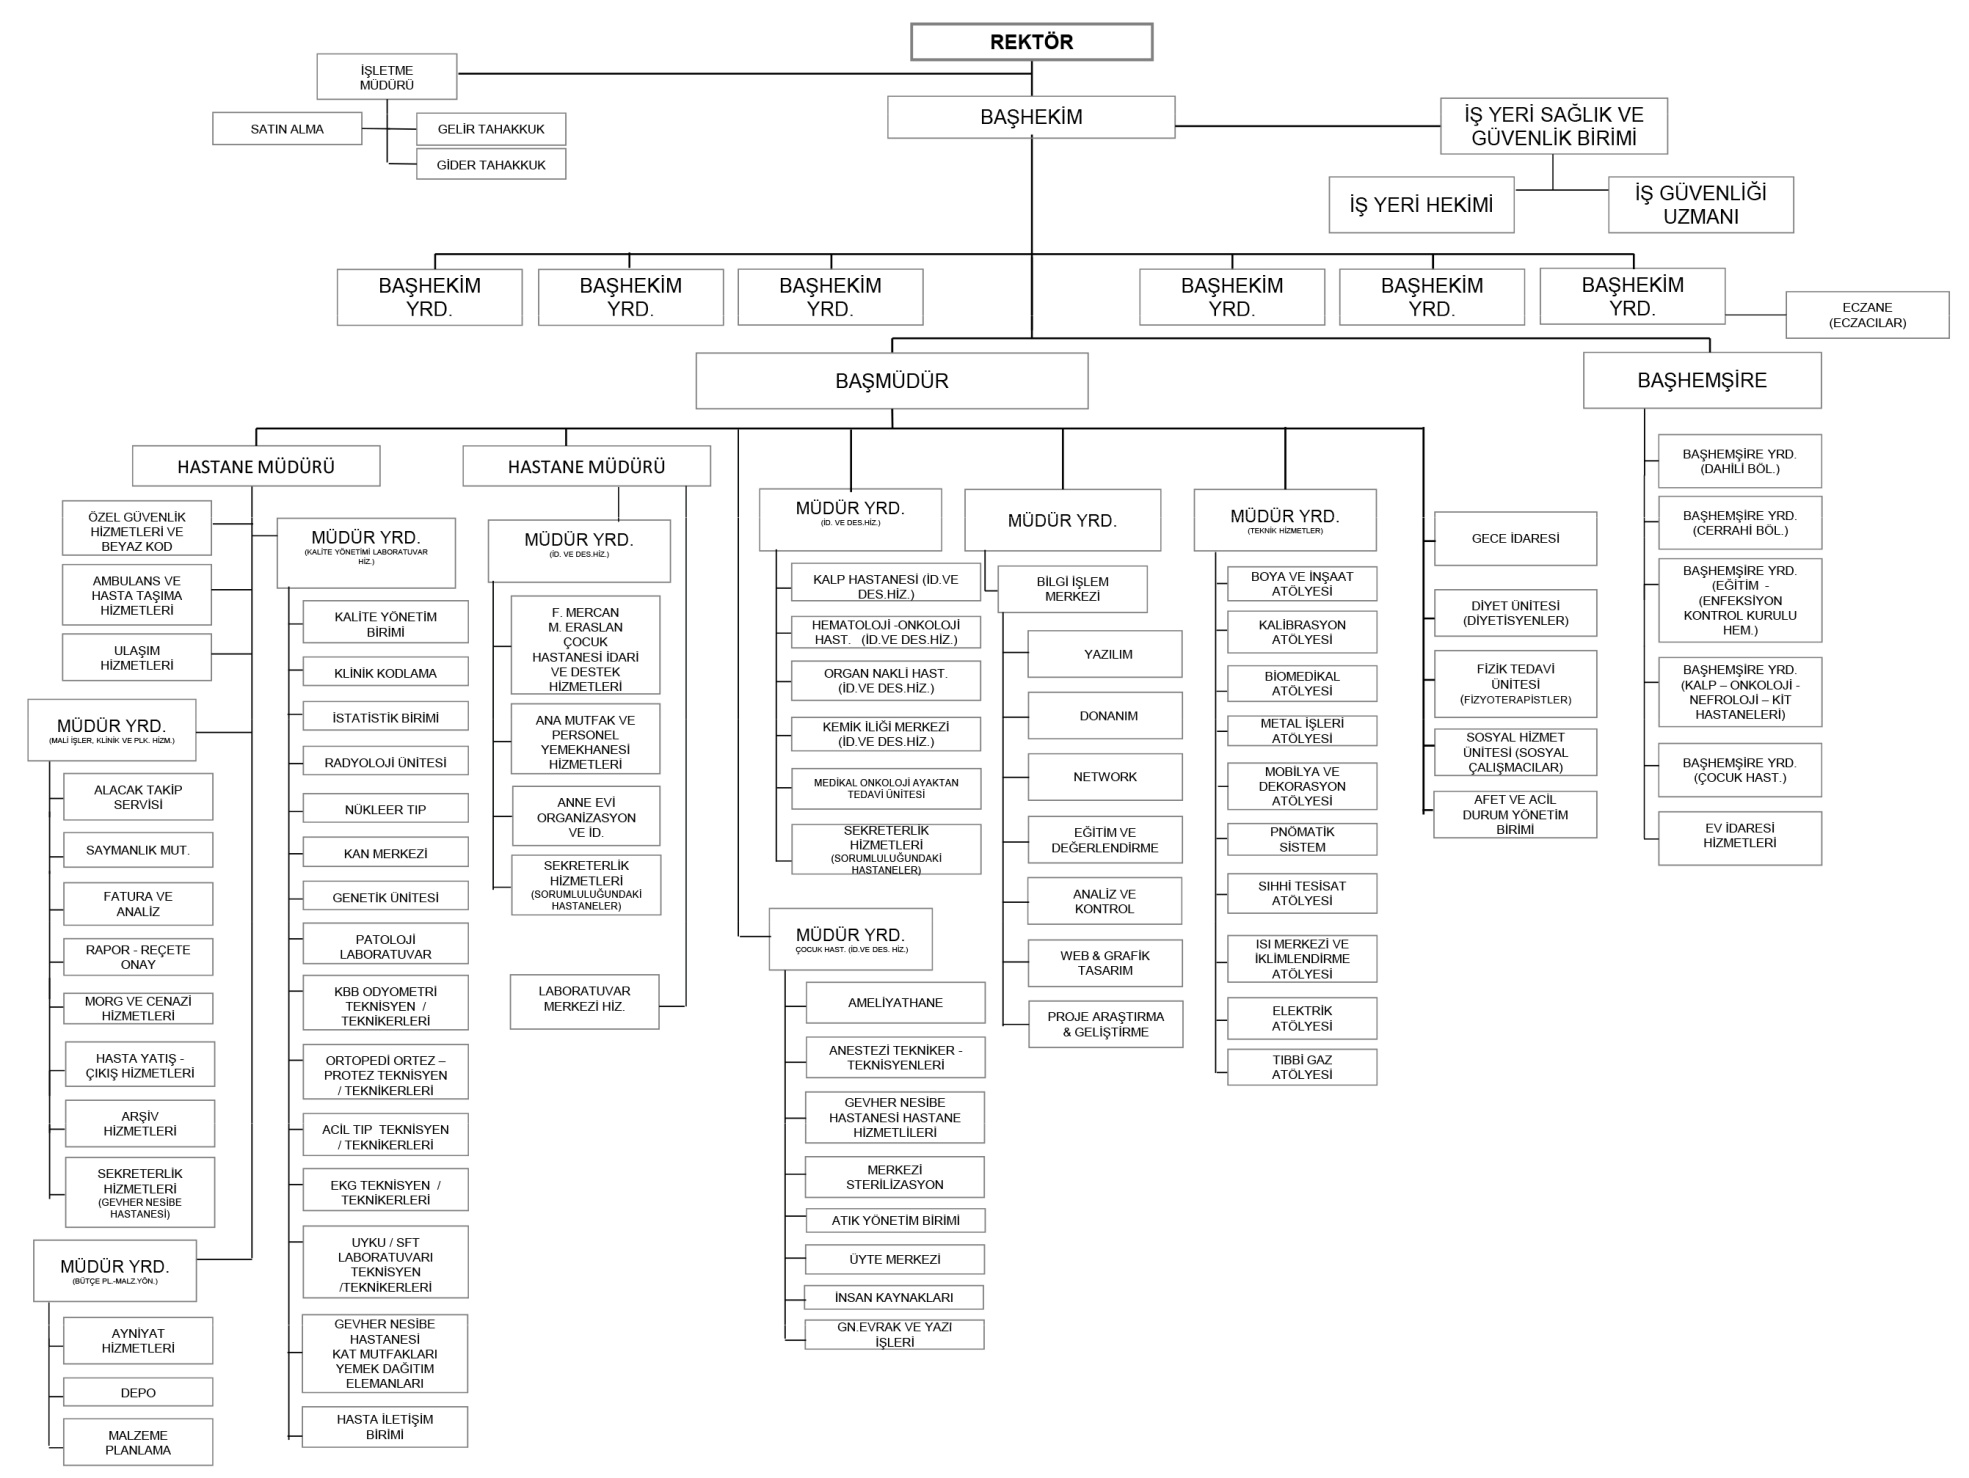 REKTÖR
İŞLETME
MÜDÜRÜ
SATIN ALMA
GELİR TAHAKKUK
GİDER TAHAKKUK
BAŞHEKİM
İŞ YERİ SAĞLIK VE
GÜVENLİK BİRİMİ
İŞ YERİ HEKİMİ
İŞ GÜVENLİĞİ
UZMANI
BAŞHEKİM
YRD.
BAŞHEKİM
YRD.
BAŞHEKİM
YRD.
BAŞHEKİM
YRD.
BAŞHEKİM
YRD.
BAŞHEKİM
YRD.
ECZANE
(ECZACILAR)
BAŞMÜDÜR
BAŞHEMŞİRE
HASTANE MÜDÜRÜ
ÖZEL GÜVENLİK
HİZMETLERİ VE
BEYAZ KOD
AMBULANS VE
HASTA TAŞIMA
HİZMETLERİ
ULAŞIM
HİZMETLERİ
MÜDÜR YRD.
(MALİ İŞLER, KLİNİK VE PLK. HİZM.)
ALACAK TAKİP
SERVİSİ
SAYMANLIK MUT.
FATURA VE
ANALİZ
RAPOR - REÇETE
ONAY
MORG VE CENAZİ
HİZMETLERİ
HASTA YATIŞ -
ÇIKIŞ HİZMETLERİ
ARŞİV
HİZMETLERİ
SEKRETERLİK
HİZMETLERİ
(GEVHER NESİBE
HASTANESİ)
MÜDÜR YRD.
(BÜTÇE PL.-MALZ.YÖN.)
AYNİYAT
HİZMETLERİ
DEPO
MALZEME
PLANLAMA
MÜDÜR YRD.
(KALİTE YÖNETİMİ LABORATUVAR
HİZ.)
KALİTE YÖNETİM
BİRİMİ
KLİNİK KODLAMA
İSTATİSTİK BİRİMİ
RADYOLOJİ ÜNİTESİ
NÜKLEER TIP
KAN MERKEZİ
GENETİK ÜNİTESİ
PATOLOJİ
LABORATUVAR
KBB ODYOMETRİ
TEKNİSYEN /
TEKNİKERLERİ
ORTOPEDİ ORTEZ –
PROTEZ TEKNİSYEN
/ TEKNİKERLERİ
ACİL TIP TEKNİSYEN
/ TEKNİKERLERİ
EKG TEKNİSYEN /
TEKNİKERLERİ
UYKU / SFT
LABORATUVARI
TEKNİSYEN
/TEKNİKERLERİ
GEVHER NESİBE
HASTANESİ
KAT MUTFAKLARI
YEMEK DAĞITIM
ELEMANLARI
HASTA İLETİŞİM
BİRİMİ
HASTANE MÜDÜRÜ
MÜDÜR YRD.
(İD. VE DES.HİZ.)
F. MERCAN
M. ERASLAN
ÇOCUK
HASTANESİ İDARİ
VE DESTEK
HİZMETLERİ
ANA MUTFAK VE
PERSONEL
YEMEKHANESİ
HİZMETLERİ
ANNE EVİ
ORGANİZASYON
VE İD.
SEKRETERLİK
HİZMETLERİ
(SORUMLULUĞUNDAKİ
HASTANELER)
LABORATUVAR
MERKEZİ HİZ.
MÜDÜR YRD.
(İD. VE DES.HİZ.)
KALP HASTANESİ (İD.VE
DES.HİZ.)
HEMATOLOJİ -ONKOLOJİ
HAST. (İD.VE DES.HİZ.)
ORGAN NAKLİ HAST.
(İD.VE DES.HİZ.)
KEMİK İLİĞİ MERKEZİ
(İD.VE DES.HİZ.)
MEDİKAL ONKOLOJİ AYAKTAN
TEDAVİ ÜNİTESİ
SEKRETERLİK
HİZMETLERİ
(SORUMLULUĞUNDAKİ
HASTANELER)
MÜDÜR YRD.
ÇOCUK HAST. (İD.VE DES. HİZ.)
AMELİYATHANE
ANESTEZİ TEKNİKER -
TEKNİSYENLERİ
GEVHER NESİBE
HASTANESİ HASTANE
HİZMETLİLERİ
MERKEZİ
STERİLİZASYON
ATIK YÖNETİM BİRİMİ
ÜYTE MERKEZİ
İNSAN KAYNAKLARI
GN.EVRAK VE YAZI
İŞLERİ
MÜDÜR YRD.
BİLGİ İŞLEM
MERKEZİ
YAZILIM
DONANIM
NETWORK
EĞİTİM VE
DEĞERLENDİRME
ANALİZ VE
KONTROL
WEB & GRAFİK
TASARIM
PROJE ARAŞTIRMA
& GELİŞTİRME
MÜDÜR YRD.
(TEKNİK HİZMETLER)
BOYA VE İNŞAAT
ATÖLYESİ
KALİBRASYON
ATÖLYESİ
BİOMEDİKAL
ATÖLYESİ
METAL İŞLERİ
ATÖLYESİ
MOBİLYA VE
DEKORASYON
ATÖLYESİ
PNÖMATİK
SİSTEM
SIHHİ TESİSAT
ATÖLYESİ
ISI MERKEZİ VE
İKLİMLENDİRME
ATÖLYESİ
ELEKTRİK
ATÖLYESİ
TIBBİ GAZ
ATÖLYESİ
GECE İDARESİ
DİYET ÜNİTESİ
(DİYETİSYENLER)
FİZİK TEDAVİ
ÜNİTESİ
(FİZYOTERAPİSTLER)
SOSYAL HİZMET
ÜNİTESİ (SOSYAL
ÇALIŞMACILAR)
AFET VE ACİL
DURUM YÖNETİM
BİRİMİ
BAŞHEMŞİRE YRD.
(DAHİLİ BÖL.)
BAŞHEMŞİRE YRD.
(CERRAHİ BÖL.)
BAŞHEMŞİRE YRD.
(EĞİTİM -
(ENFEKSİYON
KONTROL KURULU
HEM.)
BAŞHEMŞİRE YRD.
(KALP – ONKOLOJİ -
NEFROLOJİ – KİT
HASTANELERİ)
BAŞHEMŞİRE YRD.
(ÇOCUK HAST.)
EV İDARESİ
HİZMETLERİ